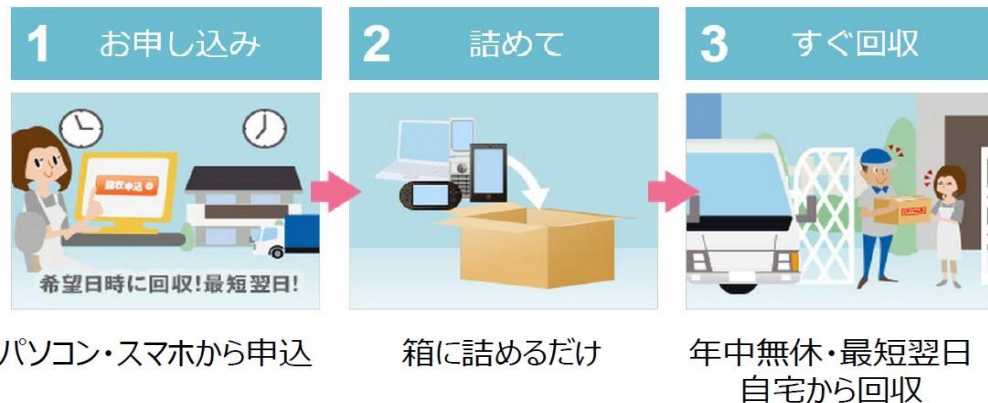 1 お申し込み
2 詰めて
3 すぐ回収
回収申込
希望日時に回収!最短翌日!
パソコン・スマホから申込
箱に詰めるだけ
年中無休・最短翌日
自宅から回収